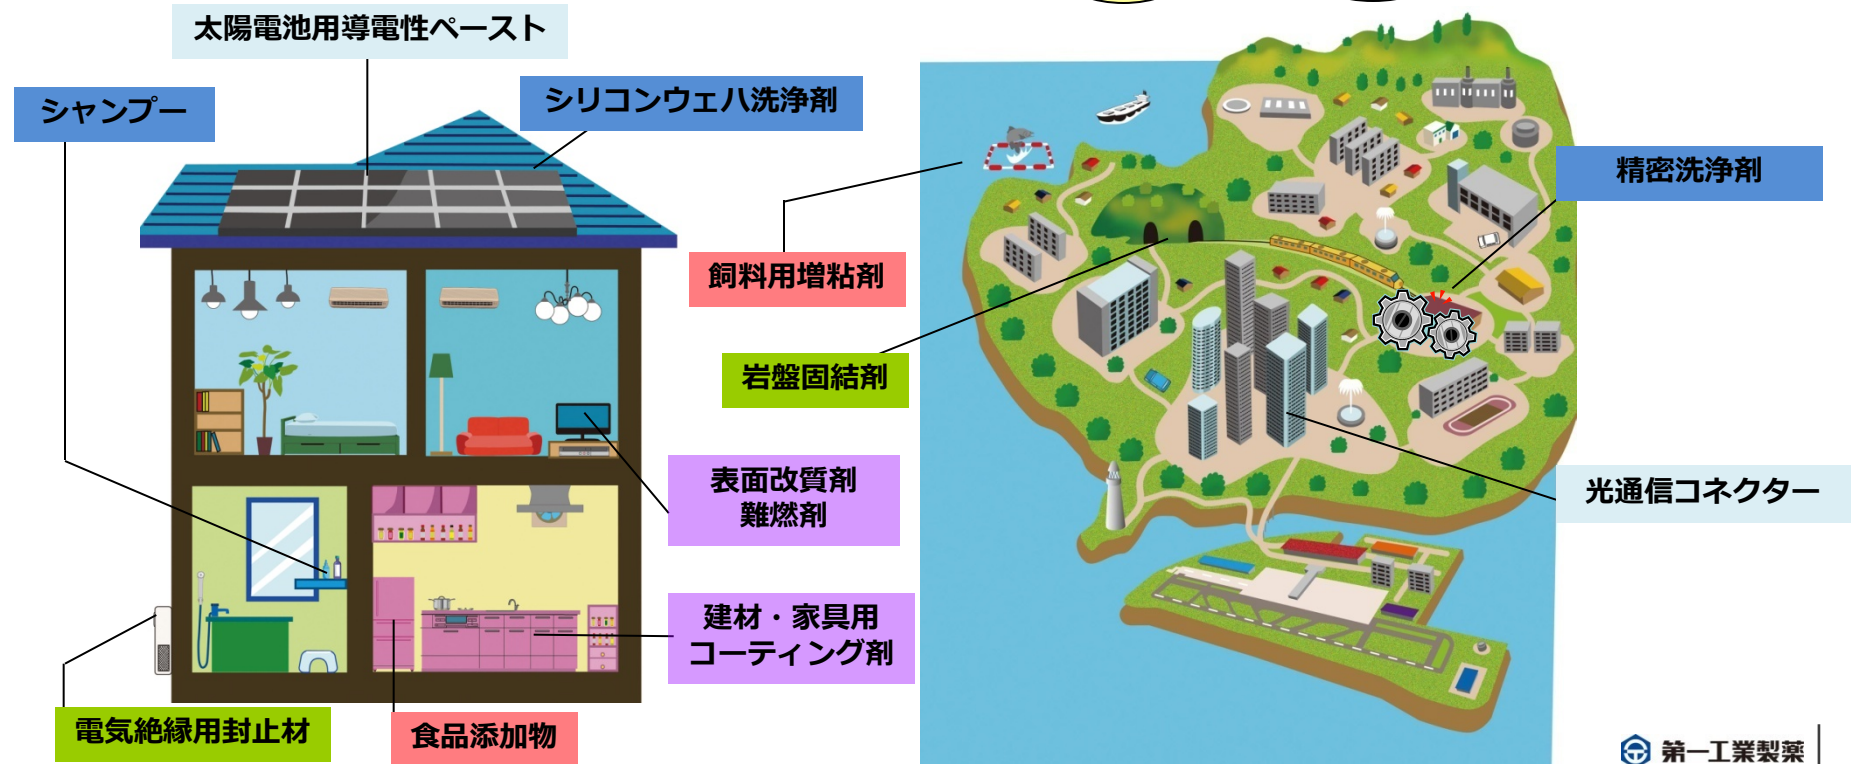 太陽電池用導電性ペースト
シャンプー
シリコンウェハ洗浄剤
精密洗浄剤
飼料用増粘剤
岩盤固結剤
表面改質剤
難燃剤
光通信コネクター
建材・家具用
コーティング剤
電気絶縁用封止材
食品添加物
第一工業製薬